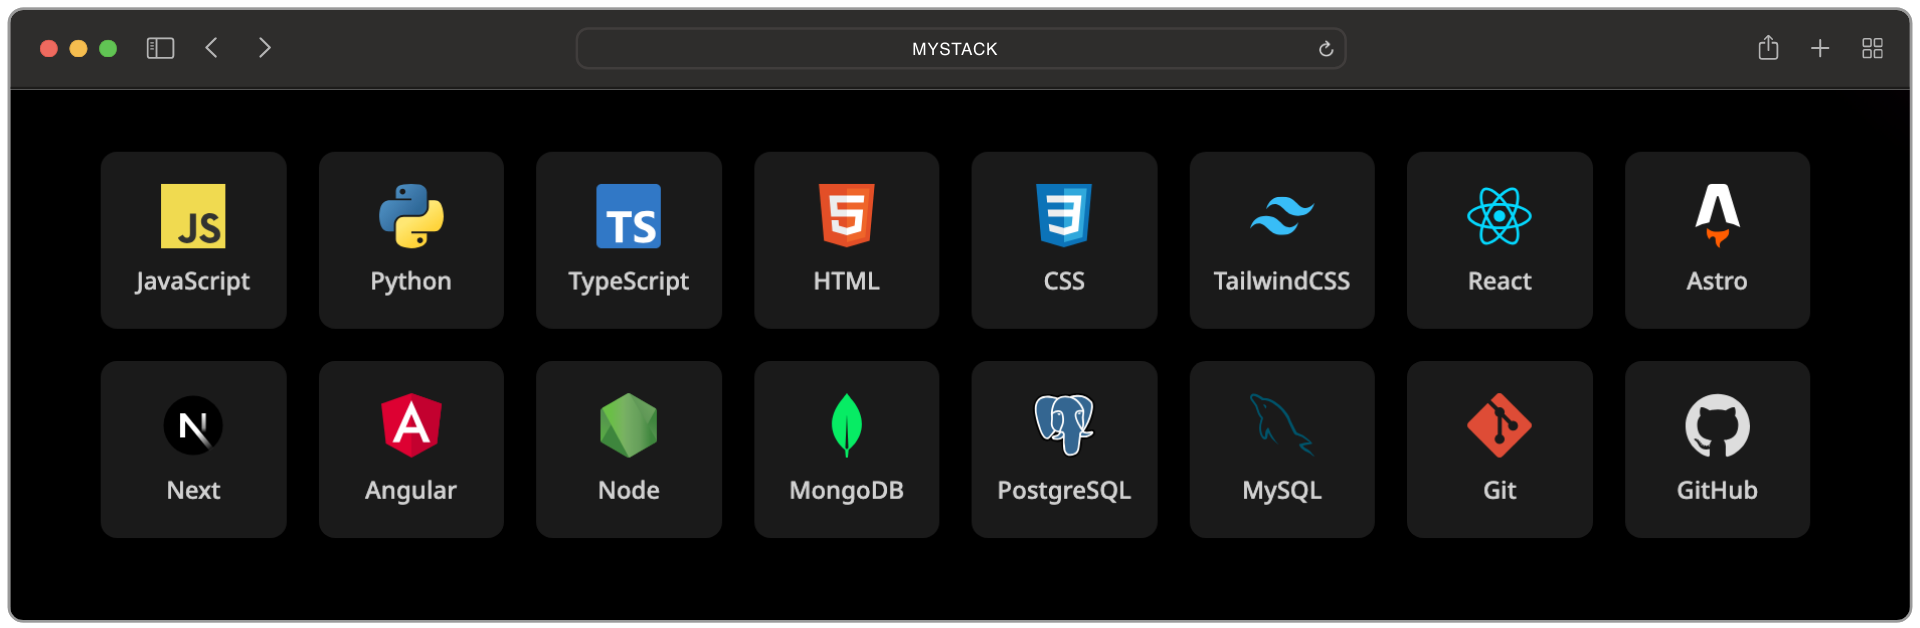 MYSTACK
JS
TS
5
3
JavaScript
Python
TypeScript
HTML
CSS
TailwindCSS
React
Astro
N
A
Next
Angular
Node
MongoDB
PostgreSQL
MySQL
Git
GitHub